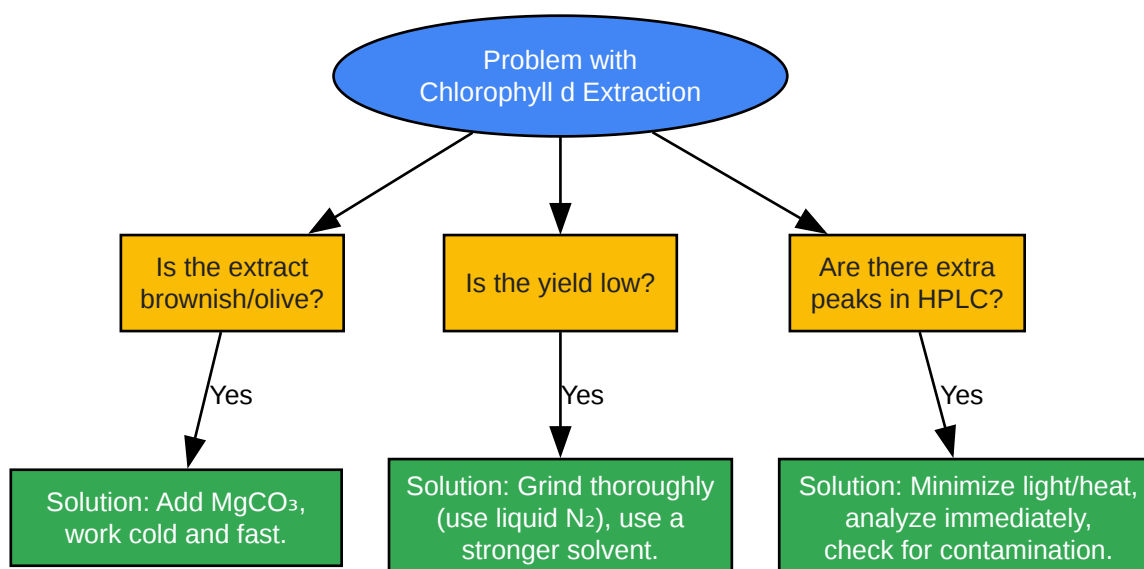 Problem with
Chlorophyll d Extraction
Is the extract
brownish/olive?
Is the yield low?
Are there extra
peaks in HPLC?
Yes
Yes
Yes
Solution: Add MgCO₃,
work cold and fast.
Solution: Grind thoroughly
(use liquid N₂), use a
stronger solvent.
Solution: Minimize light/heat,
analyze immediately,
check for contamination.